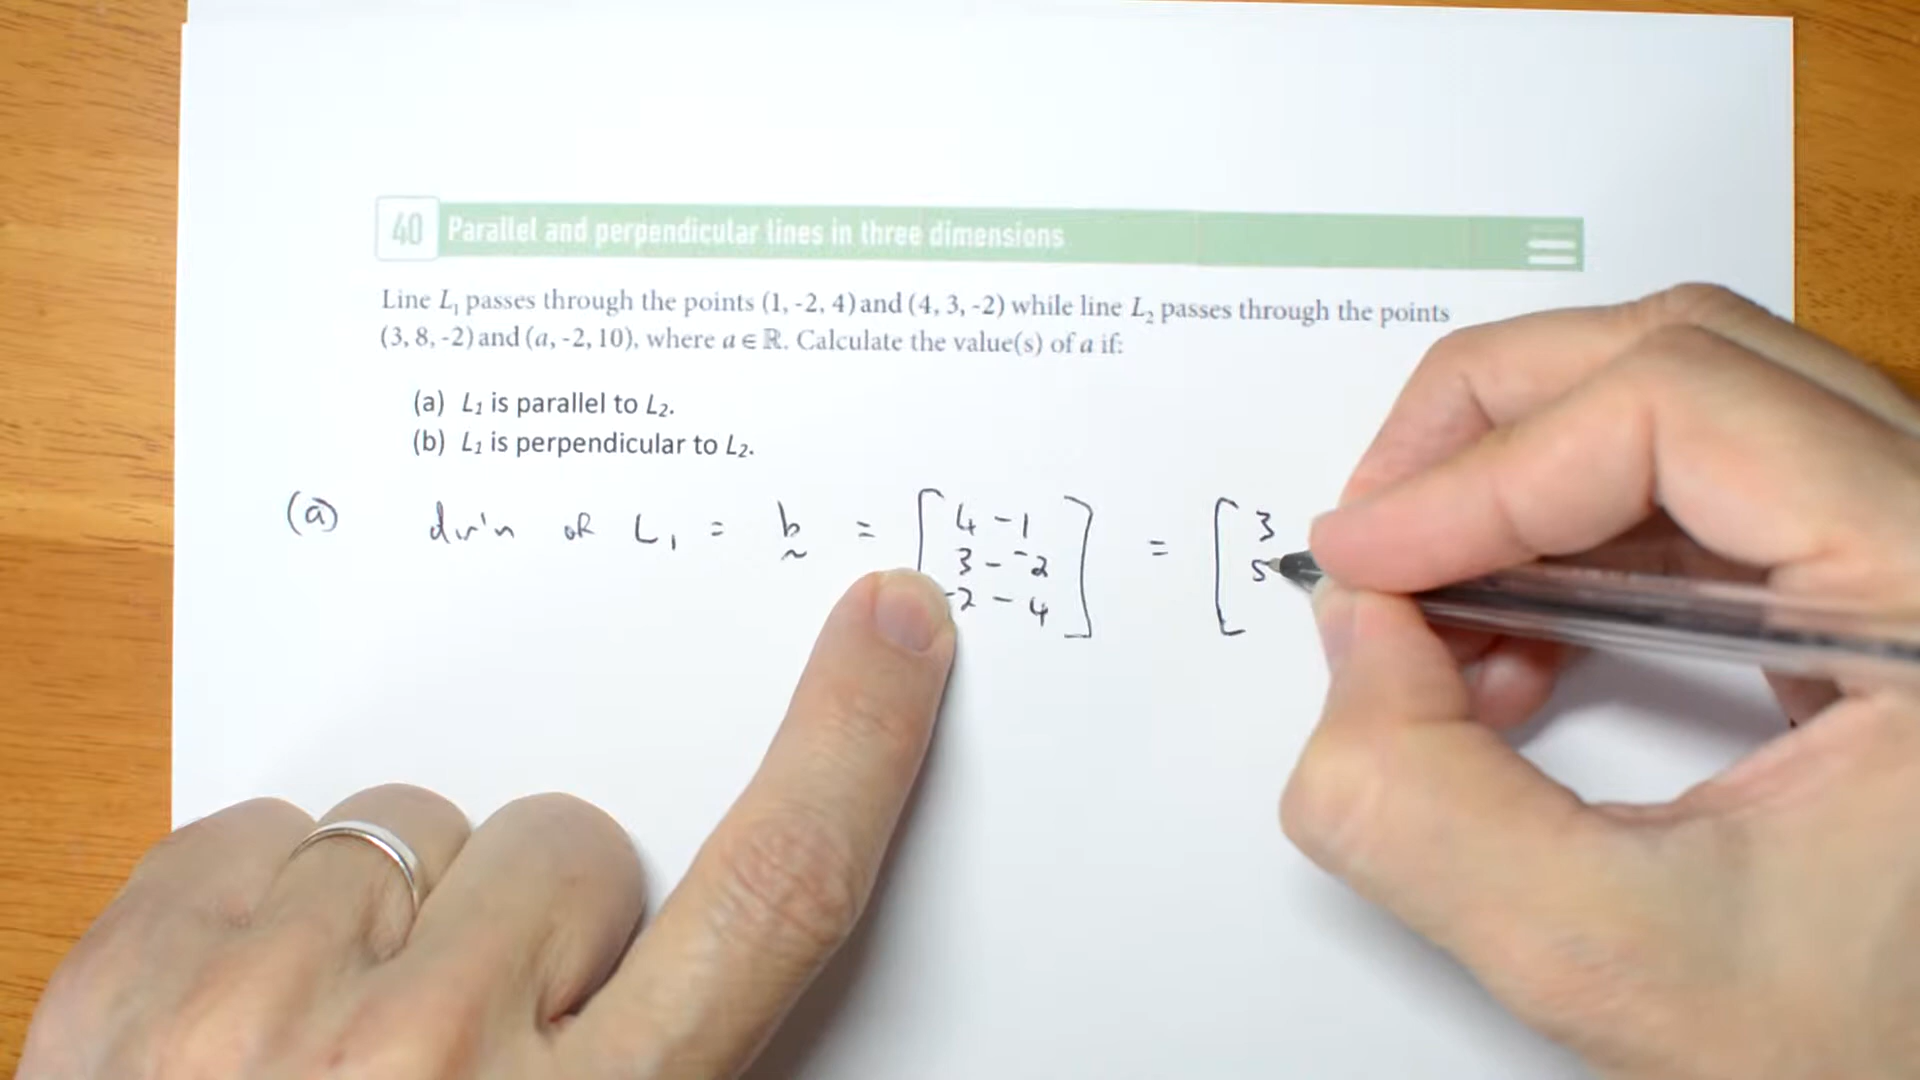 40 Parallel and perpendicular lines in three dimensions
Line L₁ passes through the points (1, -2, 4) and (4, 3, -2) while line L₂ passes through the points
(3, 8, -2) and (a, -2, 10), where a ∈ ℝ. Calculate the value(s) of a if:
(a) L₁ is parallel to L₂.
(b) L₁ is perpendicular to L₂.
(a) dir'n of L₁ = b̰ = [ 4 - 1 ] = [ 3
3 - ⁻2 5
-2 - 4